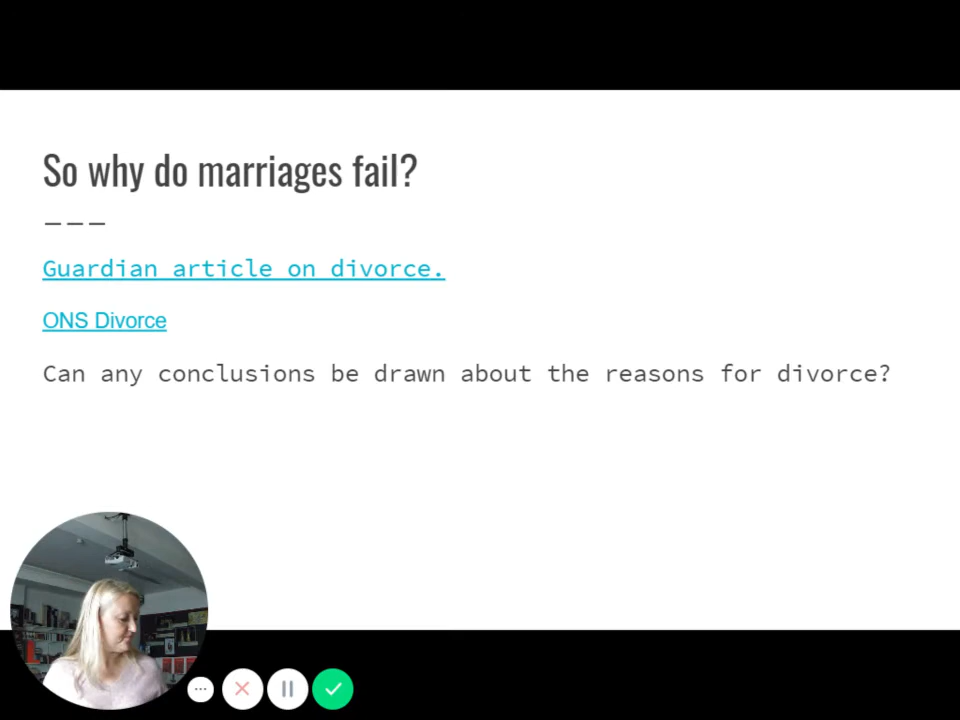 So why do marriages fail?
Guardian article on divorce.
ONS Divorce
Can any conclusions be drawn about the reasons for divorce?